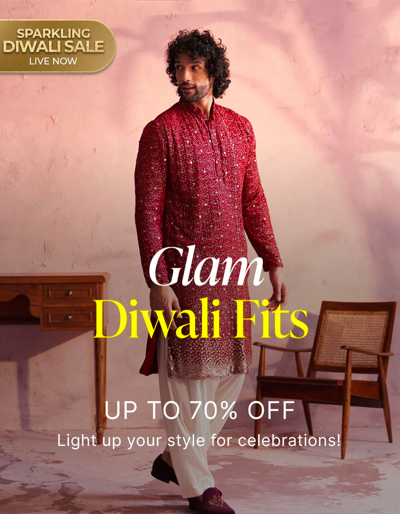 SPARKLING
DIWALI SALE
LIVE NOW
Glam
Diwali Fits
UP TO 70% OFF
Light up your style for celebrations!